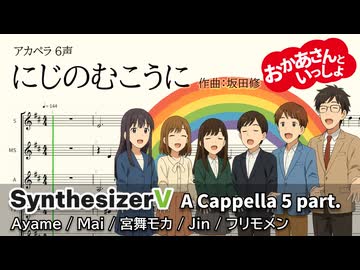 アカペラ 6声
にじのむこうに
作曲:坂田修
おかあさんと
いっしょ
♩= 144
S
MS
A
SynthesizerV A Cappella 5 part.
Ayame / Mai / 宮舞モカ / Jin / フリモメン